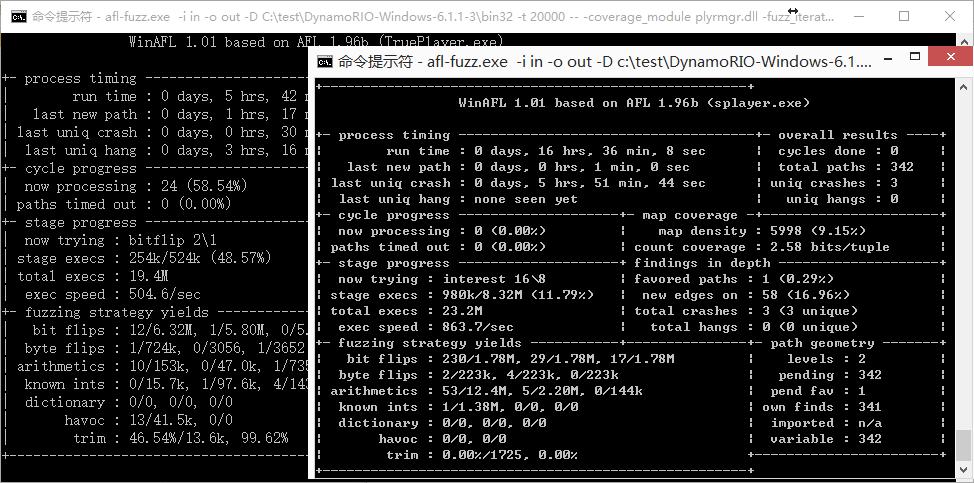 afl-fuzz.exe -i in -o out -D C:\test\DynamoRIO-Windows-6.1.1-3\bin32 -t 20000 -- -coverage_module plyrmgr.dll -fuzz_iterat
WinAFL 1.01 based on AFL 1.96b (TruePlayer.exe)
process timing
run time : 0 days, 5 hrs, 42 m
last new path : 0 days, 1 hrs, 17 m
last uniq crash : 0 days, 0 hrs, 30 m
last uniq hang : 0 days, 3 hrs, 16 m
cycle progress
now processing : 24 (58.54%)
paths timed out : 0 (0.00%)
stage progress
now trying : bitflip 2\1
stage execs : 254k/524k (48.57%)
total execs : 19.4M
exec speed : 504.6/sec
fuzzing strategy yields
bit flips : 12/6.32M, 1/5.80M, 0/5.
byte flips : 1/724k, 0/3056, 1/3652
arithmetics : 10/153k, 0/47.0k, 1/735
known ints : 0/15.7k, 1/97.6k, 4/143
dictionary : 0/0, 0/0, 0/0
havoc : 13/41.5k, 0/0
trim : 46.54%/13.6k, 99.62%
命令提示符 - afl-fuzz.exe -i in -o out -D c:\test\DynamoRIO-Windows-6.1....
WinAFL 1.01 based on AFL 1.96b (splayer.exe)
process timing overall results
run time : 0 days, 16 hrs, 36 min, 8 sec cycles done : 0
last new path : 0 days, 0 hrs, 1 min, 0 sec total paths : 342
last uniq crash : 0 days, 5 hrs, 51 min, 44 sec uniq crashes : 3
last uniq hang : none seen yet uniq hangs : 0
cycle progress map coverage
now processing : 0 (0.00%) map density : 5998 (9.15%)
paths timed out : 0 (0.00%) count coverage : 2.58 bits/tuple
stage progress findings in depth
now trying : interest 16\8 favored paths : 1 (0.29%)
stage execs : 980k/8.32M (11.79%) new edges on : 58 (16.96%)
total execs : 23.2M total crashes : 3 (3 unique)
exec speed : 863.7/sec total hangs : 0 (0 unique)
fuzzing strategy yields path geometry
bit flips : 230/1.78M, 29/1.78M, 17/1.78M levels : 2
byte flips : 2/223k, 4/223k, 0/223k pending : 342
arithmetics : 53/12.4M, 5/2.20M, 0/144k pend fav : 1
known ints : 1/1.38M, 0/0, 0/0 own finds : 341
dictionary : 0/0, 0/0, 0/0 imported : n/a
havoc : 0/0, 0/0 variable : 342
trim : 0.00%/1725, 0.00%